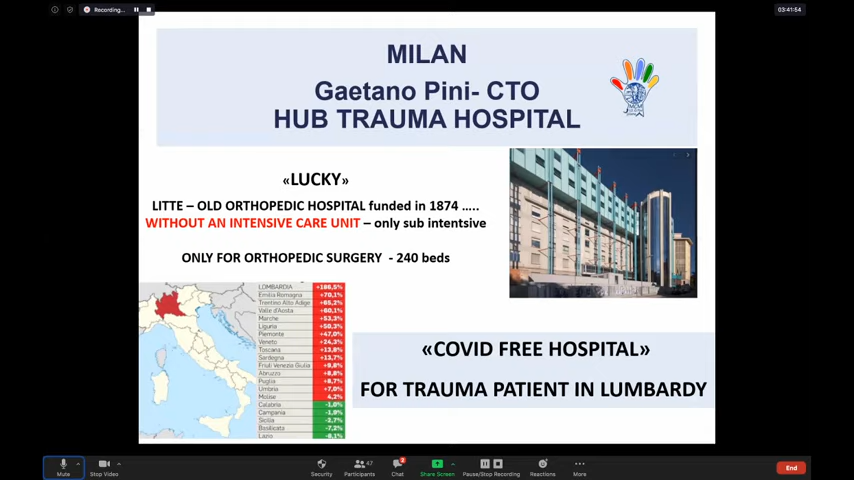 Recording...
03:41:54
MILAN
Gaetano Pini- CTO
HUB TRAUMA HOSPITAL
MCM
«LUCKY»
LITTE – OLD ORTHOPEDIC HOSPITAL funded in 1874 .....
WITHOUT AN INTENSIVE CARE UNIT – only sub intensive
ONLY FOR ORTHOPEDIC SURGERY - 240 beds
LOMBARDIA +186,5%
Emilia Romagna +70,1%
Trentino Alto Adige +65,2%
Valle d'Aosta +60,1%
Marche +53,3%
Liguria +50,3%
Piemonte +47,0%
Veneto +24,3%
Toscana +13,8%
Sardegna +13,7%
Friuli Venezia Giulia +9,8%
Abruzzo +8,8%
Puglia +8,7%
Umbria +7,0%
Molise 4,2%
Calabria -1,0%
Campania -1,9%
Sicilia -2,7%
Basilicata -7,2%
Lazio -8,1%
«COVID FREE HOSPITAL»
FOR TRAUMA PATIENT IN LUMBARDY
Mute
Stop Video
Security
Participants 47
Chat 2
Share Screen
Pause/Stop Recording
Reactions
More
End